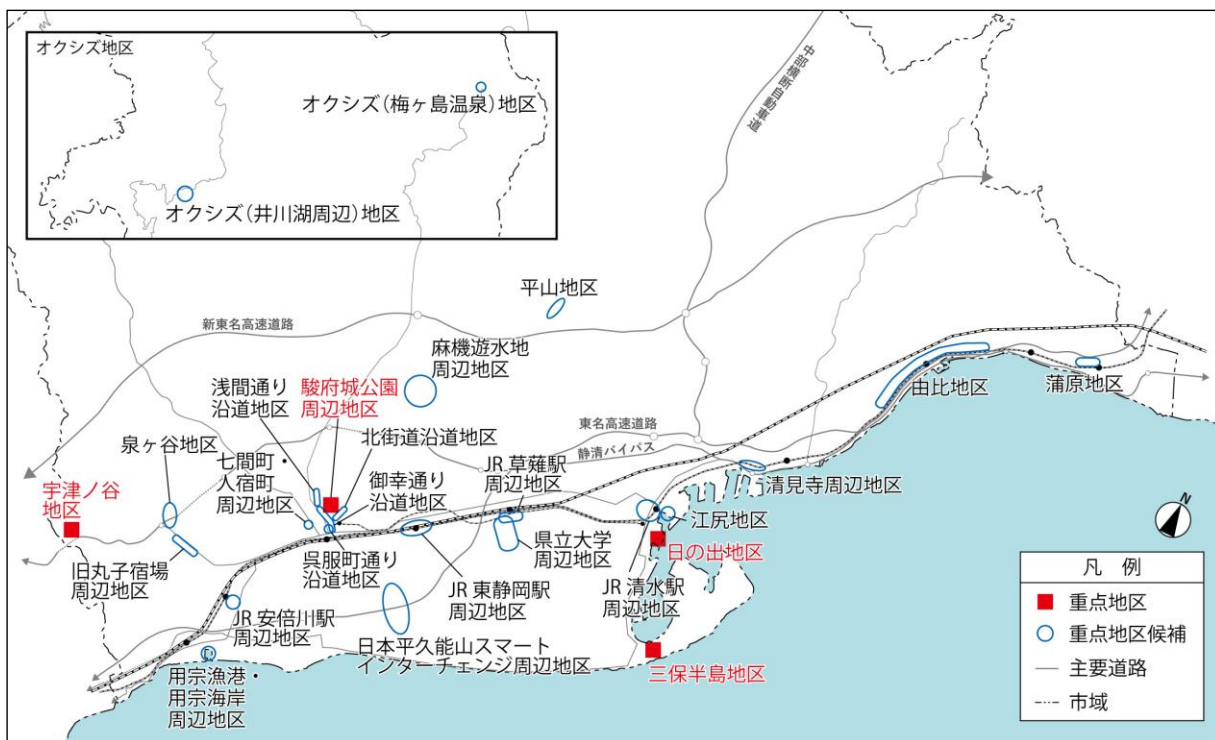 オクシズ地区
オクシズ(梅ヶ島温泉)地区
オクシズ(井川湖周辺)地区
中部横断自動車道
平山地区
新東名高速道路
麻機遊水地
周辺地区
浅間通り
沿道地区
駿府城公園
周辺地区
北街道沿道地区
東名高速道路
静清バイパス
由比地区
蒲原地区
泉ヶ谷地区
七間町・
人宿町
周辺地区
御幸通り
沿道地区
JR 草薙駅
周辺地区
清見寺周辺地区
宇津ノ谷
地区
江尻地区
日の出地区
旧丸子宿場
周辺地区
呉服町通り
沿道地区
JR 東静岡駅
周辺地区
県立大学
周辺地区
JR 清水駅
周辺地区
JR 安倍川駅
周辺地区
日本平久能山スマート
インターチェンジ周辺地区
三保半島地区
用宗漁港・
用宗海岸
周辺地区
N
凡 例
重点地区
重点地区候補
主要道路
市域